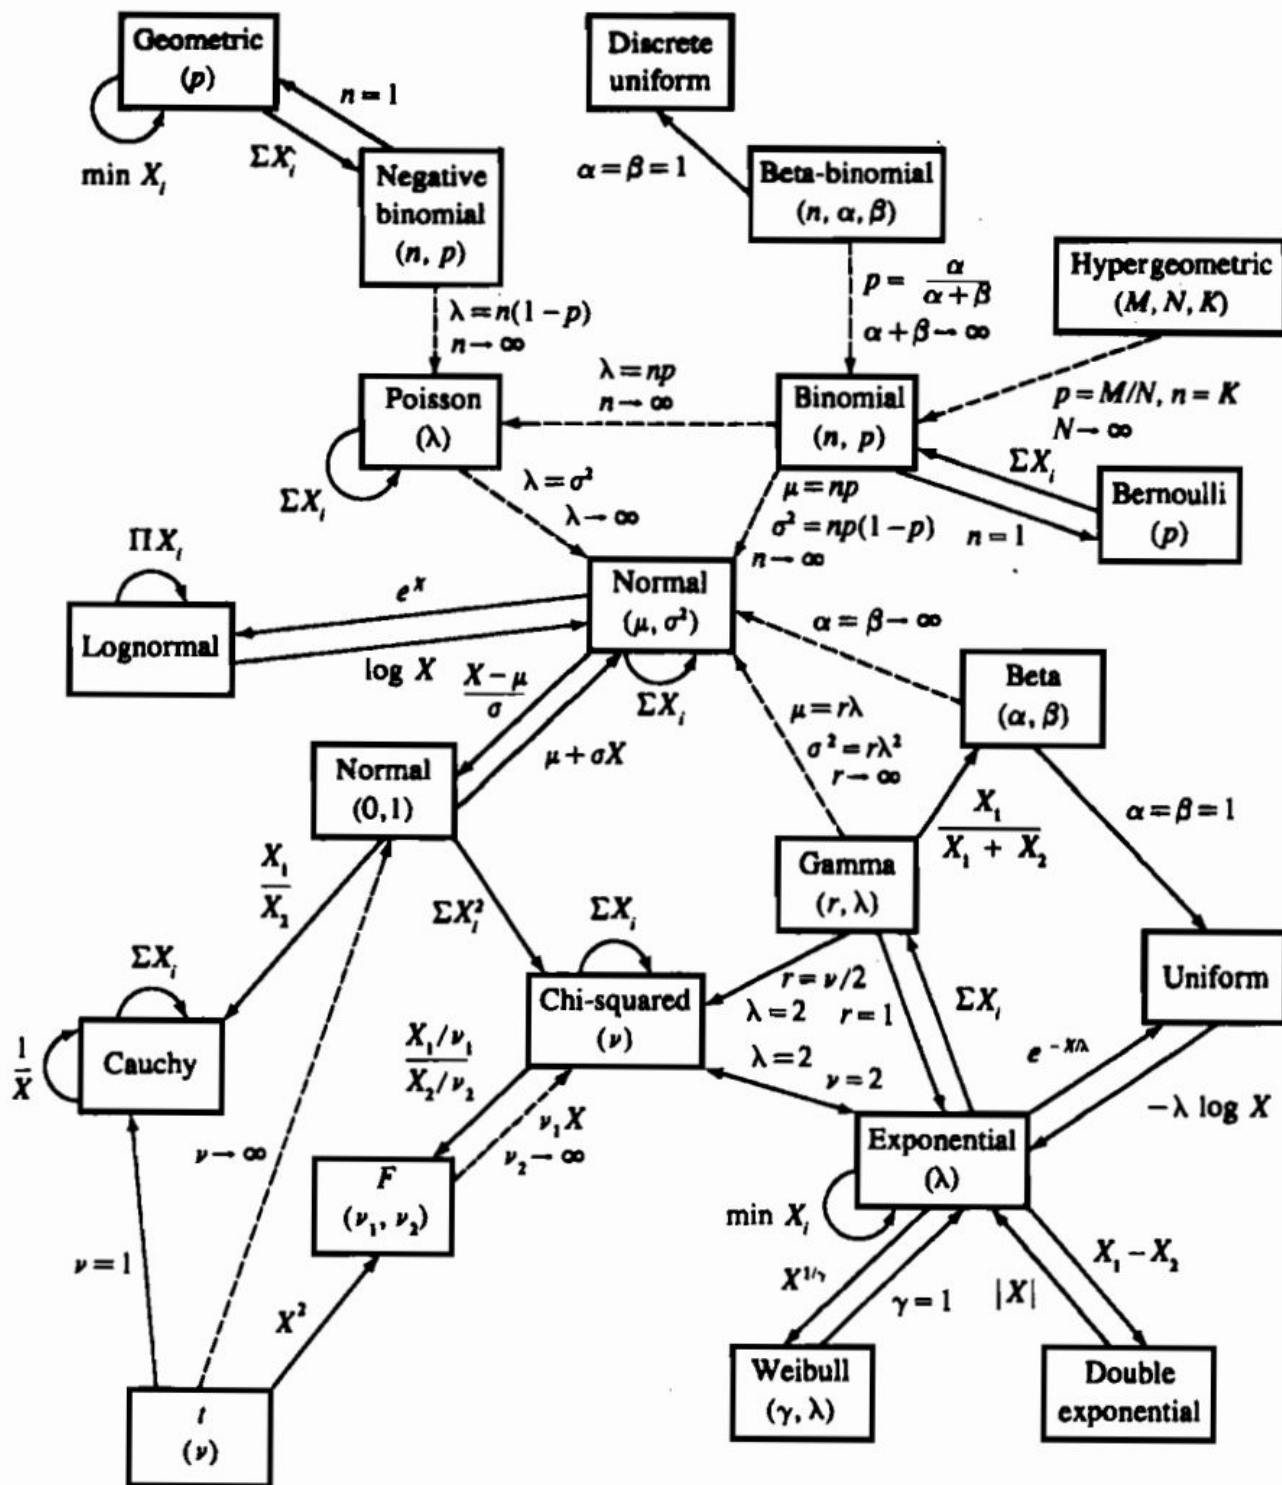 Geometric
(p)
n = 1
min X_i
ΣX_i
Negative
binomial
(n, p)
Discrete
uniform
α = β = 1
Beta-binomial
(n, α, β)
p = α/(α + β)
α + β → ∞
Hypergeometric
(M, N, K)
λ = n(1 − p)
n → ∞
Poisson
(λ)
ΣX_i
λ = np
n → ∞
Binomial
(n, p)
p = M/N, n = K
N → ∞
ΣX_i
Bernoulli
(p)
n = 1
λ = σ²
λ → ∞
μ = np
σ² = np(1 − p)
n → ∞
ΠX_i
Lognormal
e^X
log X
Normal
(μ, σ²)
ΣX_i
α = β → ∞
Beta
(α, β)
(X − μ)/σ
μ + σX
μ = rλ
σ² = rλ²
r → ∞
Normal
(0,1)
X_1/(X_1 + X_2)
α = β = 1
Gamma
(r, λ)
X_1/X_2
ΣX_i²
ΣX_i
ΣX_i
1/X
Cauchy
Chi-squared
(ν)
r = ν/2
λ = 2
r = 1
ΣX_i
Uniform
(X_1/ν_1)/(X_2/ν_2)
λ = 2
ν = 2
e^{−X/λ}
−λ log X
ν → ∞
ν_1X
ν_2 → ∞
F
(ν_1, ν_2)
Exponential
(λ)
min X_i
ν = 1
X²
X^{1/γ}
γ = 1
|X|
X_1 − X_2
t
(ν)
Weibull
(γ, λ)
Double
exponential